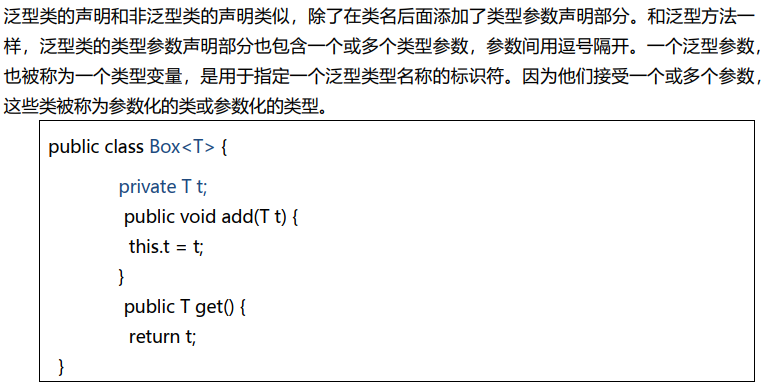 泛型类的声明和非泛型类的声明类似，除了在类名后面添加了类型参数声明部分。和泛型方法一
样，泛型类的类型参数声明部分也包含一个或多个类型参数，参数间用逗号隔开。一个泛型参数，
也被称为一个类型变量，是用于指定一个泛型类型名称的标识符。因为他们接受一个或多个参数，
这些类被称为参数化的类或参数化的类型。
public class Box<T> {
private T t;
public void add(T t) {
this.t = t;
}
public T get() {
return t;
}